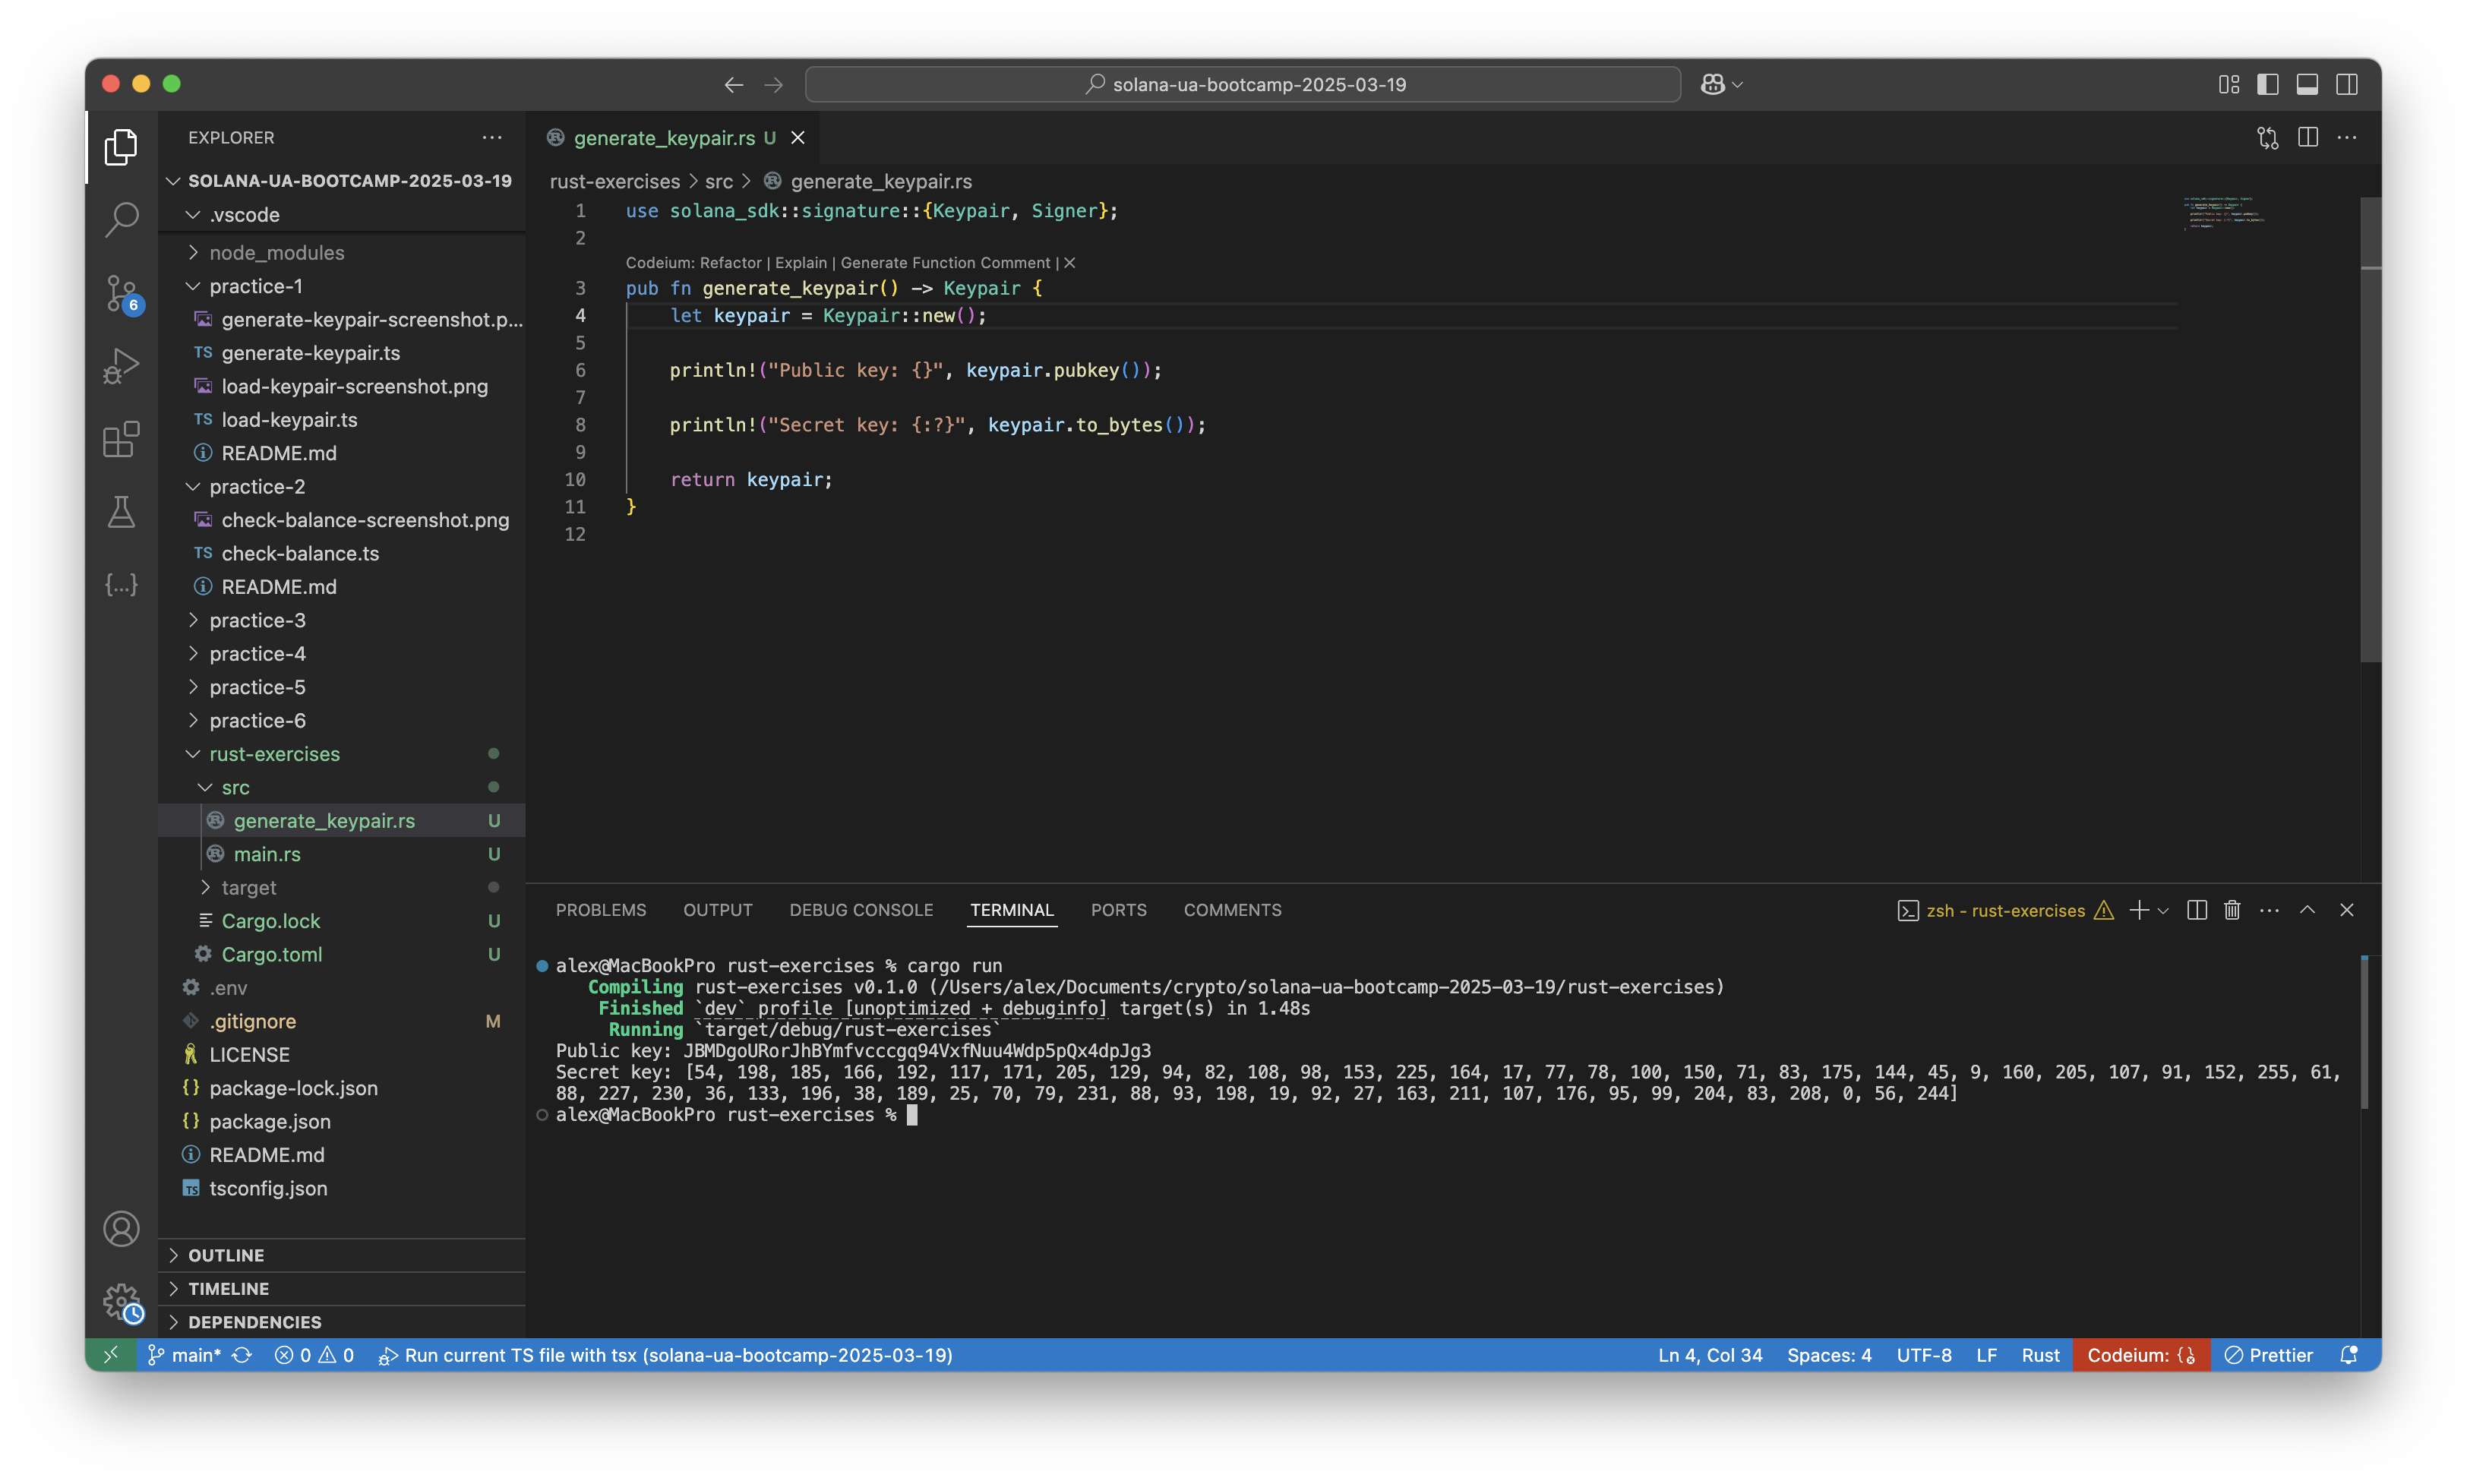 solana-ua-bootcamp-2025-03-19
EXPLORER
SOLANA-UA-BOOTCAMP-2025-03-19
.vscode
node_modules
practice-1
generate-keypair-screenshot.p...
TS generate-keypair.ts
load-keypair-screenshot.png
TS load-keypair.ts
README.md
practice-2
check-balance-screenshot.png
TS check-balance.ts
README.md
practice-3
practice-4
practice-5
practice-6
rust-exercises
src
generate_keypair.rs U
main.rs U
target
Cargo.lock U
Cargo.toml U
.env
.gitignore M
LICENSE
{} package-lock.json
{} package.json
README.md
TS tsconfig.json
OUTLINE
TIMELINE
DEPENDENCIES
6
{...}
generate_keypair.rs U
rust-exercises > src > generate_keypair.rs
1 use solana_sdk::signature::{Keypair, Signer};
2
Codeium: Refactor | Explain | Generate Function Comment | ×
3 pub fn generate_keypair() -> Keypair {
4 let keypair = Keypair::new();
5
6 println!("Public key: {}", keypair.pubkey());
7
8 println!("Secret key: {:?}", keypair.to_bytes());
9
10 return keypair;
11 }
12
PROBLEMS OUTPUT DEBUG CONSOLE TERMINAL PORTS COMMENTS
zsh - rust-exercises
alex@MacBookPro rust-exercises % cargo run
Compiling rust-exercises v0.1.0 (/Users/alex/Documents/crypto/solana-ua-bootcamp-2025-03-19/rust-exercises)
Finished `dev` profile [unoptimized + debuginfo] target(s) in 1.48s
Running `target/debug/rust-exercises`
Public key: JBMDgoURorJhBYmfvcccgq94VxfNuu4Wdp5pQx4dpJg3
Secret key: [54, 198, 185, 166, 192, 117, 171, 205, 129, 94, 82, 108, 98, 153, 225, 164, 17, 77, 78, 100, 150, 71, 83, 175, 144, 45, 9, 160, 205, 107, 91, 152, 255, 61,
88, 227, 230, 36, 133, 196, 38, 189, 25, 70, 79, 231, 88, 93, 198, 19, 92, 27, 163, 211, 107, 176, 95, 99, 204, 83, 208, 0, 56, 244]
alex@MacBookPro rust-exercises %
main* 0 0 Run current TS file with tsx (solana-ua-bootcamp-2025-03-19) Ln 4, Col 34 Spaces: 4 UTF-8 LF Rust Codeium: {} Prettier